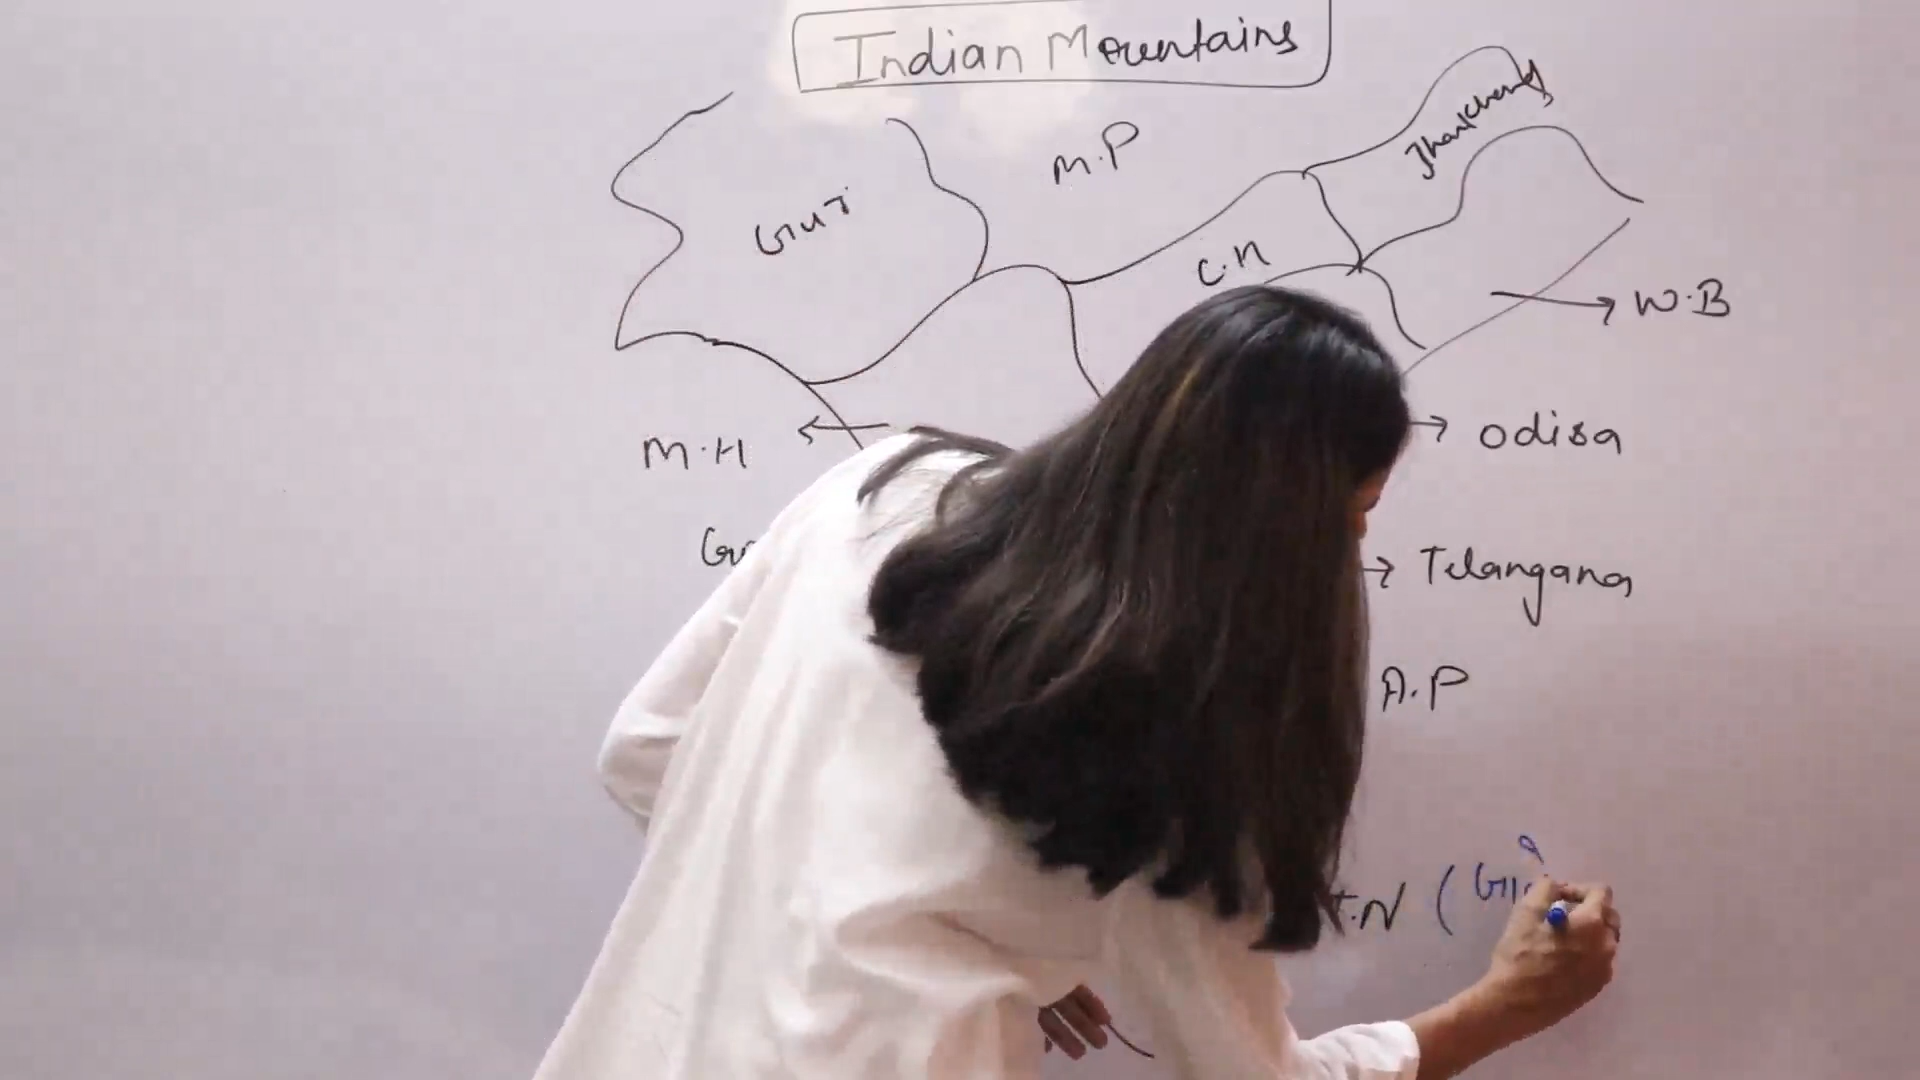 Indian Mountains
M.P
Jharkhand
GUJ
C.H
W.B
M.H
Odisa
Telangana
A.P
T.N (